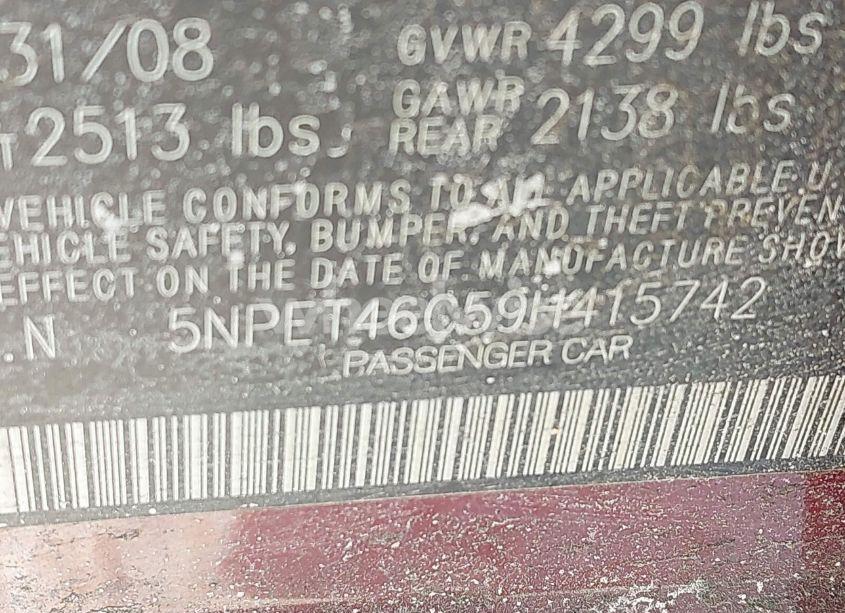 31/08 GVWR 4299 lbs
T 2513 lbs. GAWR REAR 2138 lbs
VEHICLE CONFORMS TO ALL APPLICABLE U.
EHICLE SAFETY, BUMPER, AND THEFT PREVEN
EFFECT ON THE DATE OF MANUFACTURE SHOW
.N 5NPET46C59H415742
PASSENGER CAR